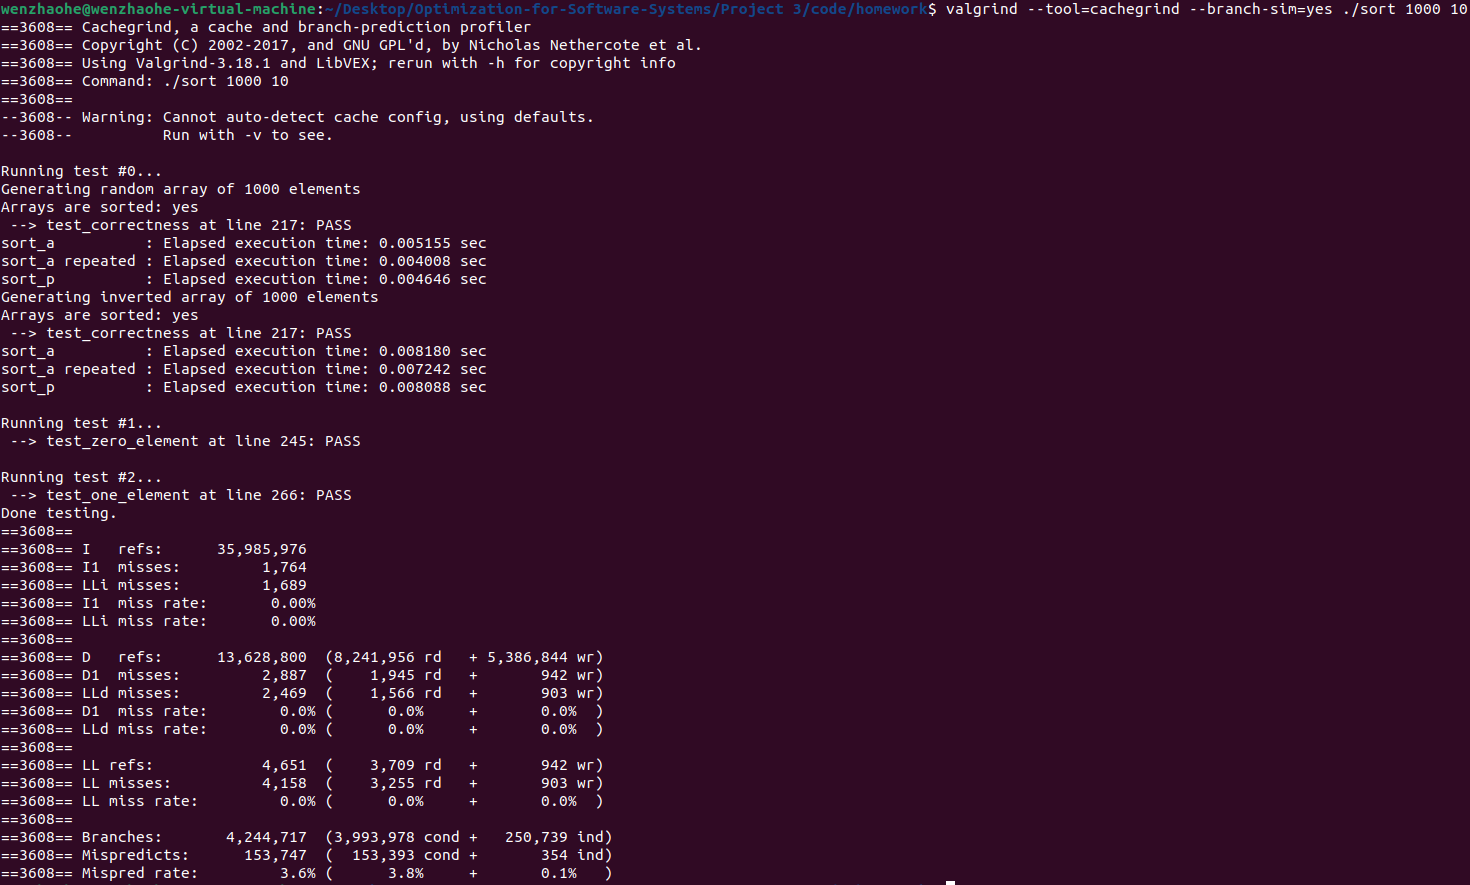 wenzhaohe@wenzhaohe-virtual-machine:~/Desktop/Optimization-for-Software-Systems/Project 3/code/homework$ valgrind --tool=cachegrind --branch-sim=yes ./sort 1000 10
==3608== Cachegrind, a cache and branch-prediction profiler
==3608== Copyright (C) 2002-2017, and GNU GPL'd, by Nicholas Nethercote et al.
==3608== Using Valgrind-3.18.1 and LibVEX; rerun with -h for copyright info
==3608== Command: ./sort 1000 10
==3608==
--3608-- Warning: Cannot auto-detect cache config, using defaults.
--3608--          Run with -v to see.

Running test #0...
Generating random array of 1000 elements
Arrays are sorted: yes
 --> test_correctness at line 217: PASS
sort_a          : Elapsed execution time: 0.005155 sec
sort_a repeated : Elapsed execution time: 0.004008 sec
sort_p          : Elapsed execution time: 0.004646 sec
Generating inverted array of 1000 elements
Arrays are sorted: yes
 --> test_correctness at line 217: PASS
sort_a          : Elapsed execution time: 0.008180 sec
sort_a repeated : Elapsed execution time: 0.007242 sec
sort_p          : Elapsed execution time: 0.008088 sec

Running test #1...
 --> test_zero_element at line 245: PASS

Running test #2...
 --> test_one_element at line 266: PASS
Done testing.
==3608==
==3608== I   refs:      35,985,976
==3608== I1  misses:         1,764
==3608== LLi misses:         1,689
==3608== I1  miss rate:       0.00%
==3608== LLi miss rate:       0.00%
==3608==
==3608== D   refs:      13,628,800  (8,241,956 rd   + 5,386,844 wr)
==3608== D1  misses:         2,887  (    1,945 rd   +       942 wr)
==3608== LLd misses:         2,469  (    1,566 rd   +       903 wr)
==3608== D1  miss rate:        0.0% (      0.0%     +       0.0%  )
==3608== LLd miss rate:        0.0% (      0.0%     +       0.0%  )
==3608==
==3608== LL refs:            4,651  (    3,709 rd   +       942 wr)
==3608== LL misses:          4,158  (    3,255 rd   +       903 wr)
==3608== LL miss rate:         0.0% (      0.0%     +       0.0%  )
==3608==
==3608== Branches:       4,244,717  (3,993,978 cond +   250,739 ind)
==3608== Mispredicts:      153,747  (  153,393 cond +       354 ind)
==3608== Mispred rate:         3.6% (      3.8%     +       0.1%   )